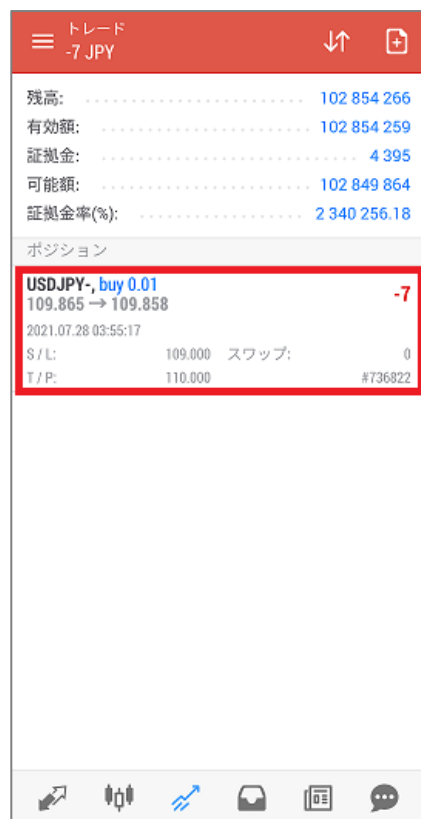 トレード
-7 JPY
残高: 102 854 266
有効額: 102 854 259
証拠金: 4 395
可能額: 102 849 864
証拠金率(%): 2 340 256.18
ポジション
USDJPY-, buy 0.01 -7
109.865 → 109.858
2021.07.28 03:55:17
S / L: 109.000 スワップ: 0
T / P: 110.000 #736822